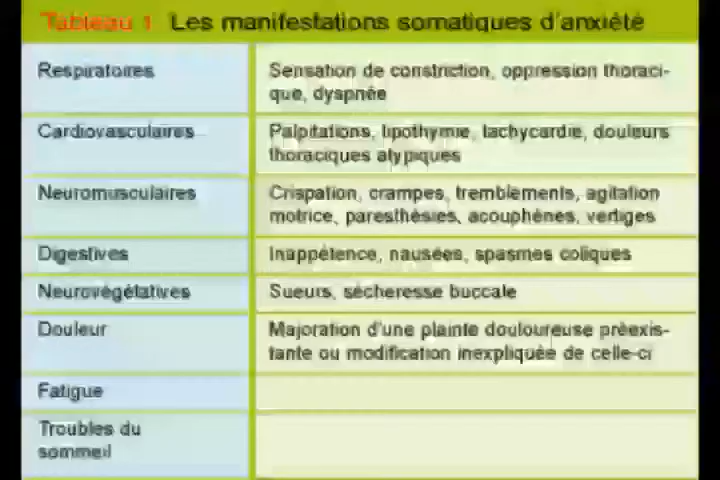 Tableau 1 Les manifestations somatiques d'anxiété
Respiratoires
Sensation de constriction, oppression thoraci-
que, dyspnée
Cardiovasculaires
Palpitations, lipothymie, tachycardie, douleurs
thoraciques atypiques
Neuromusculaires
Crispation, crampes, tremblements, agitation
motrice, paresthésies, acouphènes, vertiges
Digestives
Inappétence, nausées, spasmes coliques
Neurovégétatives
Sueurs, sécheresse buccale
Douleur
Majoration d'une plainte douloureuse préexis-
tante ou modification inexpliquée de celle-ci
Fatigue
Troubles du
sommeil